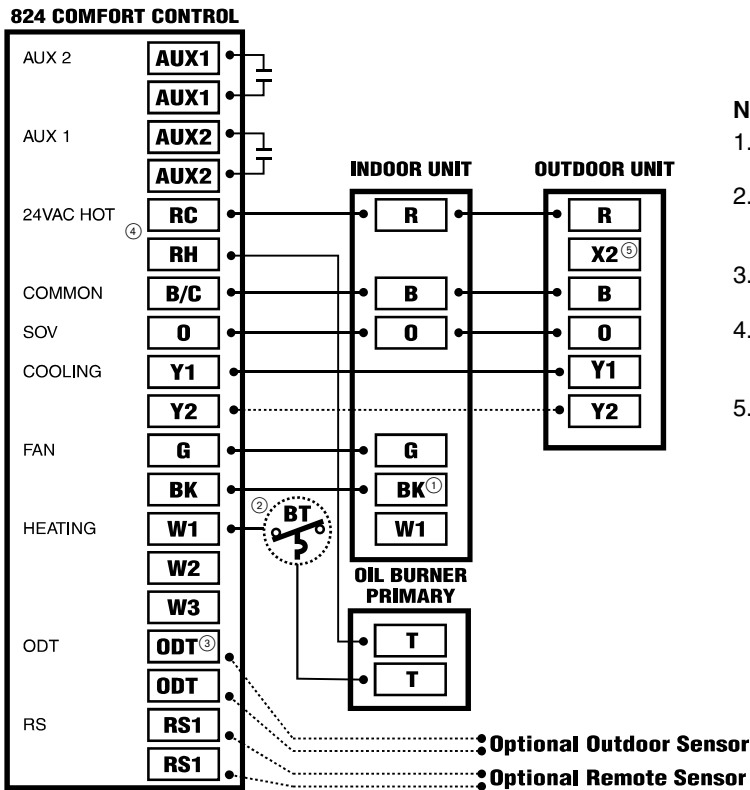 824 COMFORT CONTROL
AUX 2 AUX1
AUX1
AUX 1 AUX2
AUX2
INDOOR UNIT OUTDOOR UNIT
24VAC HOT ④ RC R R
RH X2⑤
COMMON B/C B B
SOV O O O
COOLING Y1 Y1
Y2 Y2
FAN G G
BK BK①
HEATING W1 ② BT W1
W2
OIL BURNER
PRIMARY
W3
T
ODT ODT③
T
ODT
RS RS1
Optional Outdoor Sensor
RS1
Optional Remote Sensor
N
1.
2.
3.
4.
5.